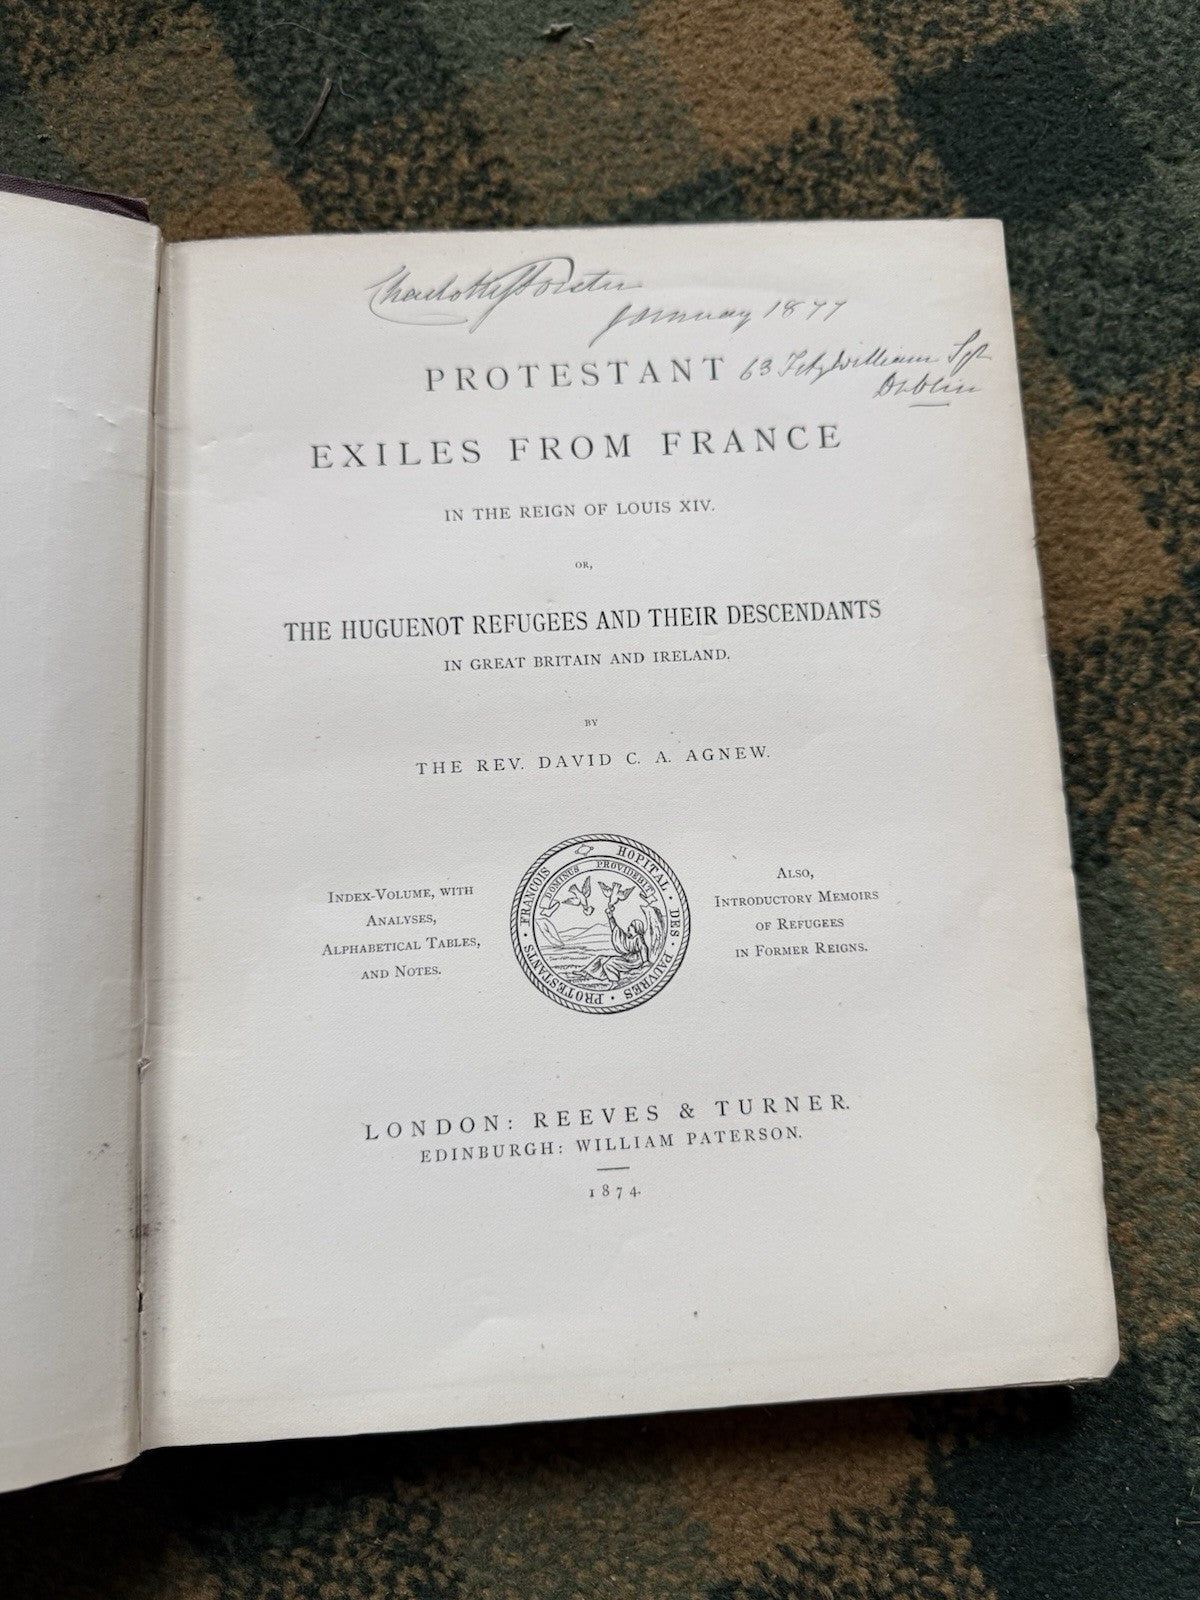 Charlotte Forster
January 1877
63 FitzWilliam Sqr
Dublin
PROTESTANT
EXILES FROM FRANCE
IN THE REIGN OF LOUIS XIV.
OR,
THE HUGUENOT REFUGEES AND THEIR DESCENDANTS
IN GREAT BRITAIN AND IRELAND.
BY
THE REV. DAVID C. A. AGNEW.
INDEX-VOLUME, WITH
ANALYSES,
ALPHABETICAL TABLES,
AND NOTES.
HOPITAL · DES · PAUVRES · PROTESTANTS · FRANCOIS
DOMINUS PROVIDEBIT
ALSO,
INTRODUCTORY MEMOIRS
OF REFUGEES
IN FORMER REIGNS.
LONDON: REEVES & TURNER.
EDINBURGH: WILLIAM PATERSON.
1874.